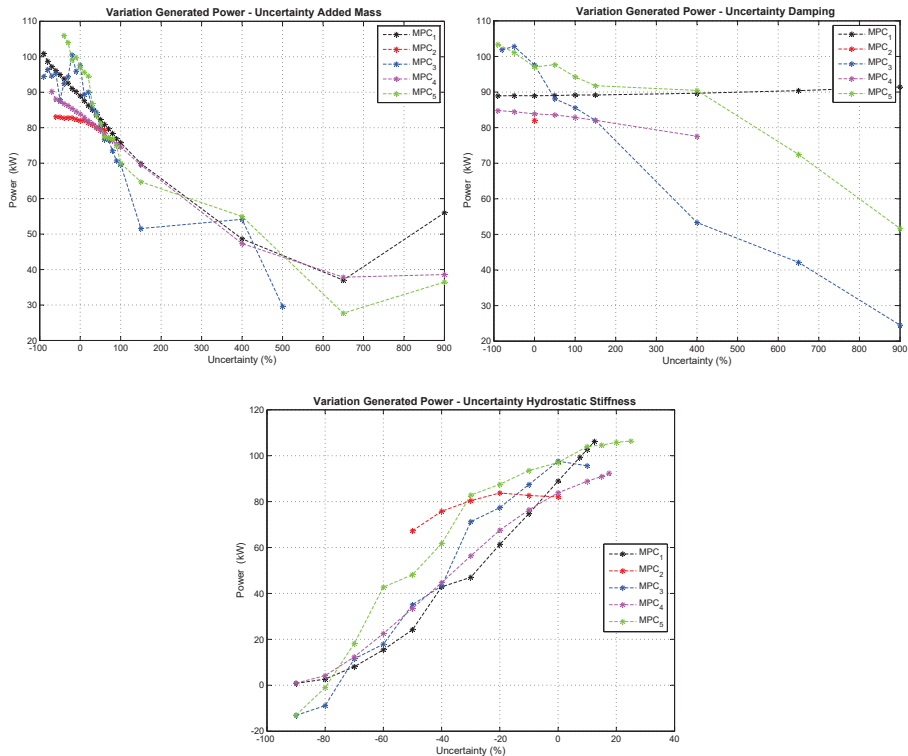 Variation Generated Power - Uncertainty Added Mass
110
100
90
80
70
60
50
40
30
20
Power (kW)
-100 0 100 200 300 400 500 600 700 800 900
Uncertainty (%)
MPC1
MPC2
MPC3
MPC4
MPC5
Variation Generated Power - Uncertainty Damping
110
100
90
80
70
60
50
40
30
20
Power (kW)
-100 0 100 200 300 400 500 600 700 800 900
Uncertainty (%)
MPC1
MPC2
MPC3
MPC4
MPC5
Variation Generated Power - Uncertainty Hydrostatic Stiffness
120
100
80
60
40
20
0
-20
Power (kW)
-100 -80 -60 -40 -20 0 20 40
Uncertainty (%)
MPC1
MPC2
MPC3
MPC4
MPC5